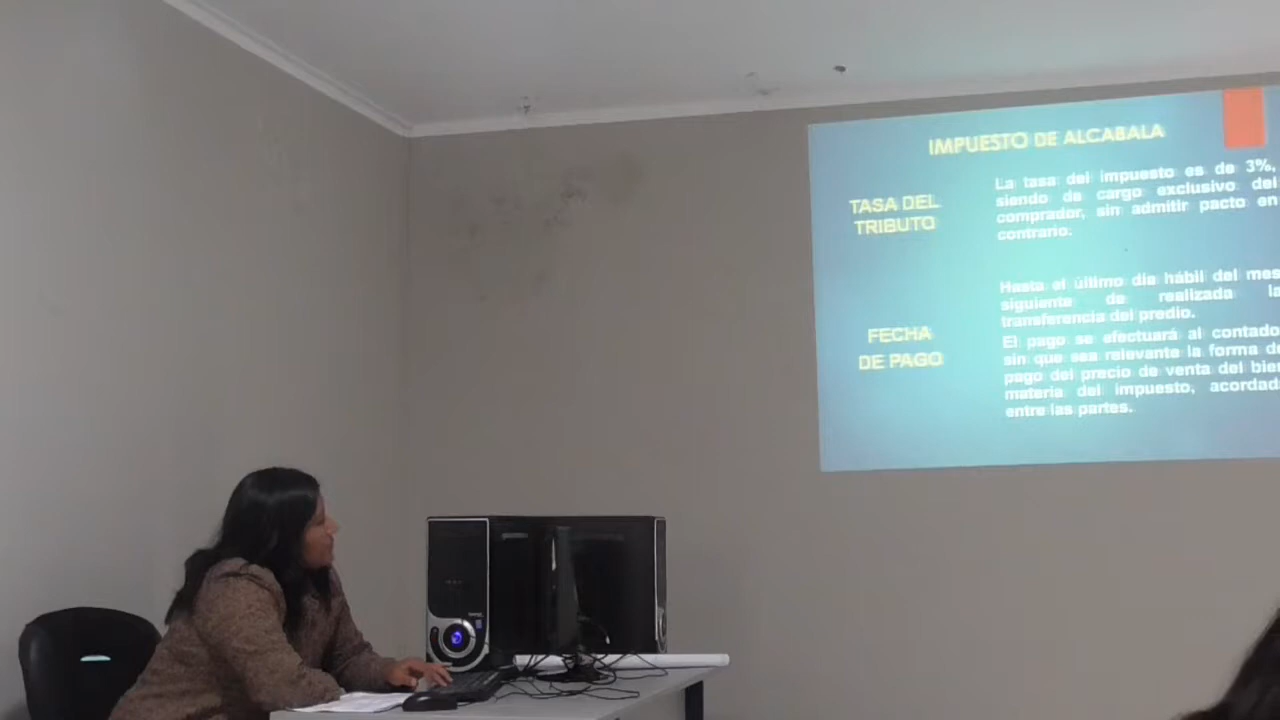 IMPUESTO DE ALCABALA
TASA DEL
TRIBUTO
La tasa del impuesto es de 3%,
siendo de cargo exclusivo del
comprador, sin admitir pacto en
contrario.
FECHA
DE PAGO
Hasta el último día hábil del mes
siguiente de realizada la
transferencia del predio.
El pago se efectuará al contado
sin que sea relevante la forma de
pago del precio de venta del bien
materia del impuesto, acordad
entre las partes.